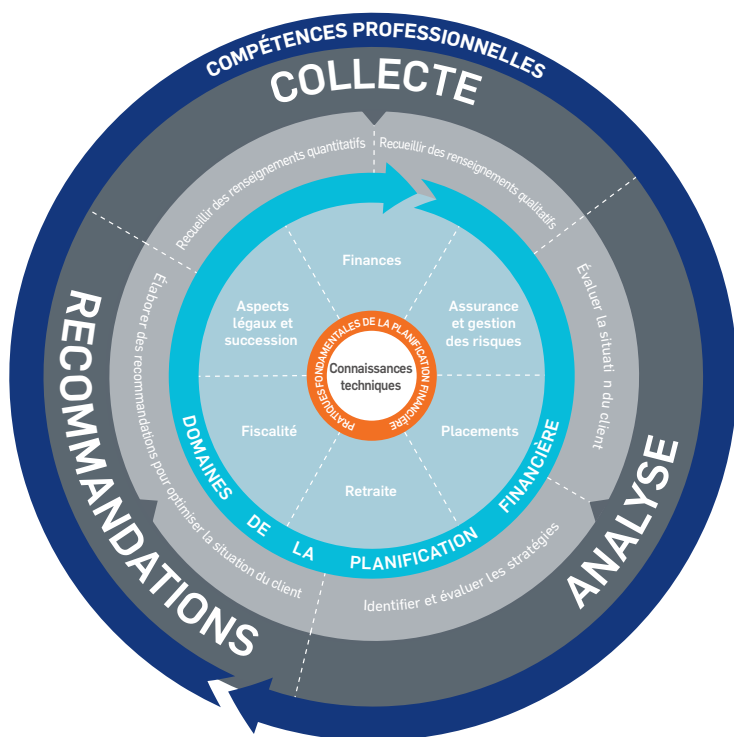 COMPÉTENCES PROFESSIONNELLES
COLLECTE
Recueillir des renseignements quantitatifs
Recueillir des renseignements qualitatifs
Évaluer la situati n du client
ANALYSE
Identifier et évaluer les stratégies
RECOMMANDATIONS
Élaborer des recommandations pour optimiser la situation du client
DOMAINES DE LA PLANIFICATION FINANCIÈRE
Finances
Assurance
et gestion
des risques
Placements
Retraite
Fiscalité
Aspects
légaux et
succession
PRATIQUES FONDAMENTALES DE LA PLANIFICATION FINANCIÈRE
Connaissances
techniques